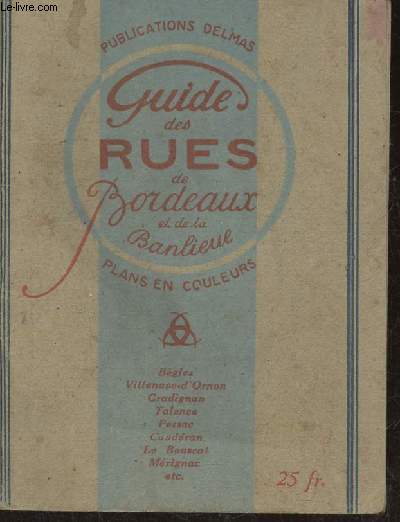 © le-livre.com
PUBLICATIONS DELMAS
Guide
des
RUES
de
Bordeaux
et de la
Banlieue
PLANS EN COULEURS
Bègles
Villenave-d'Ornon
Gradignan
Talence
Pessac
Caudéran
Le Bouscat
Mérignac
etc.
25 fr.